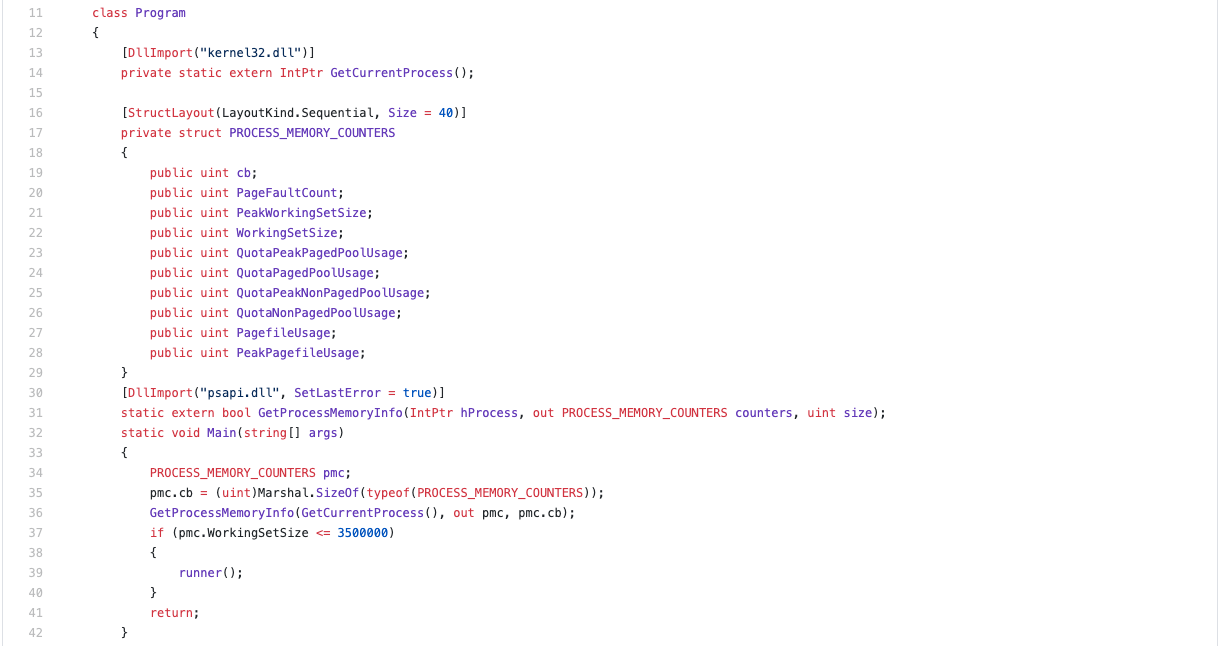 11 class Program
12 {
13 [DllImport("kernel32.dll")]
14 private static extern IntPtr GetCurrentProcess();
15
16 [StructLayout(LayoutKind.Sequential, Size = 40)]
17 private struct PROCESS_MEMORY_COUNTERS
18 {
19 public uint cb;
20 public uint PageFaultCount;
21 public uint PeakWorkingSetSize;
22 public uint WorkingSetSize;
23 public uint QuotaPeakPagedPoolUsage;
24 public uint QuotaPagedPoolUsage;
25 public uint QuotaPeakNonPagedPoolUsage;
26 public uint QuotaNonPagedPoolUsage;
27 public uint PagefileUsage;
28 public uint PeakPagefileUsage;
29 }
30 [DllImport("psapi.dll", SetLastError = true)]
31 static extern bool GetProcessMemoryInfo(IntPtr hProcess, out PROCESS_MEMORY_COUNTERS counters, uint size);
32 static void Main(string[] args)
33 {
34 PROCESS_MEMORY_COUNTERS pmc;
35 pmc.cb = (uint)Marshal.SizeOf(typeof(PROCESS_MEMORY_COUNTERS));
36 GetProcessMemoryInfo(GetCurrentProcess(), out pmc, pmc.cb);
37 if (pmc.WorkingSetSize <= 3500000)
38 {
39 runner();
40 }
41 return;
42 }